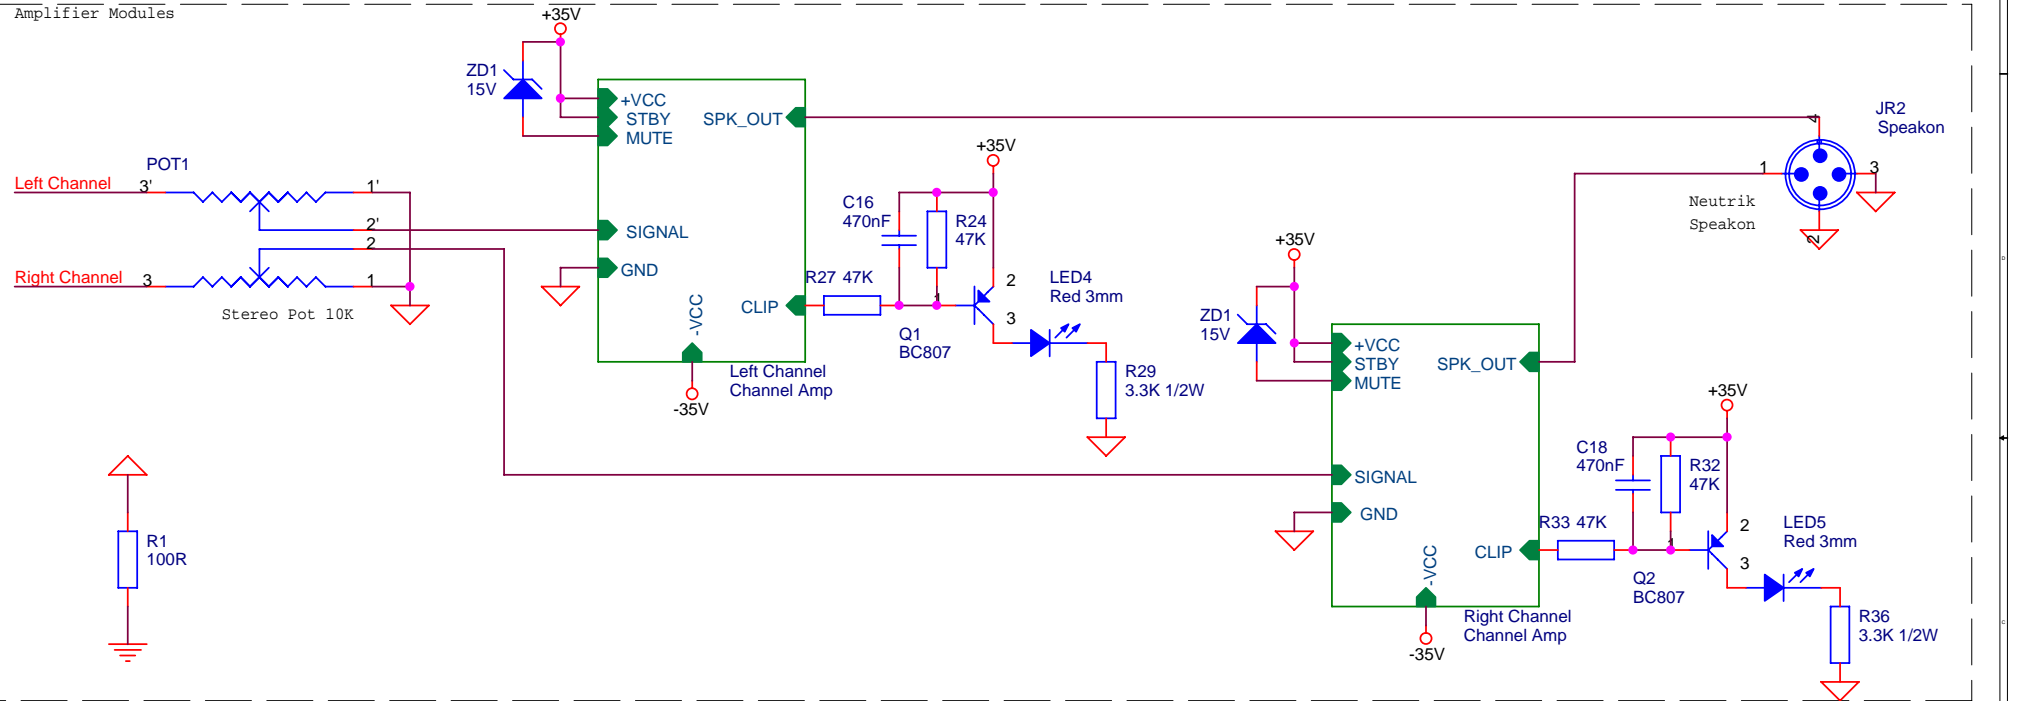 Amplifier Modules
+35V
ZD1
15V
+VCC
STBY
MUTE
SPK_OUT
JR2
Speakon
4
1
3
2
Neutrik
Speakon
POT1
Left Channel
3'
1'
2'
2
Right Channel
3
1
Stereo Pot 10K
SIGNAL
GND
CLIP
-VCC
-35V
Left Channel
Channel Amp
+35V
C16
470nF
R24
47K
R27 47K
1
2
3
Q1
BC807
LED4
Red 3mm
R29
3.3K 1/2W
+35V
ZD1
15V
+VCC
STBY
MUTE
SPK_OUT
SIGNAL
GND
CLIP
-VCC
-35V
Right Channel
Channel Amp
+35V
C18
470nF
R32
47K
R33 47K
1
2
3
Q2
BC807
LED5
Red 3mm
R36
3.3K 1/2W
R1
100R
D
C